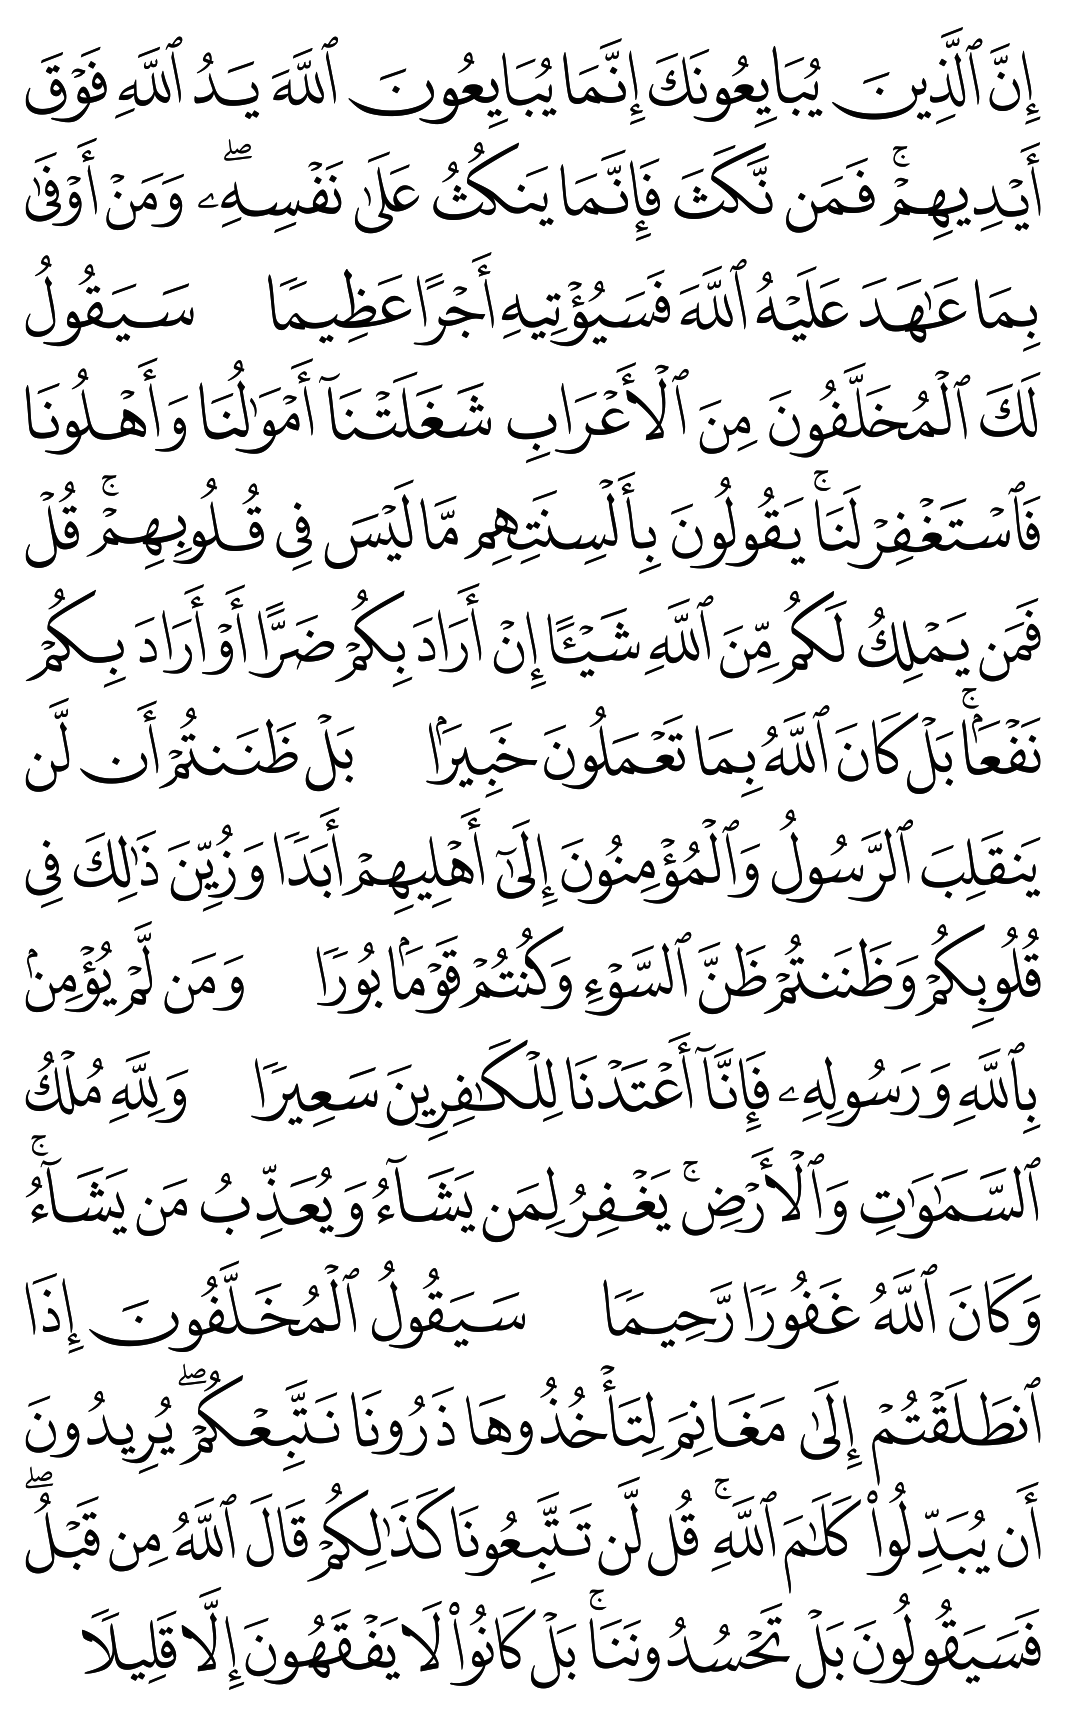 إِنَّ ٱلَّذِينَ يُبَايِعُونَكَ إِنَّمَا يُبَايِعُونَ ٱللَّهَ يَدُ ٱللَّهِ فَوۡقَ
أَيۡدِيهِمۡۚ فَمَن نَّكَثَ فَإِنَّمَا يَنكُثُ عَلَىٰ نَفۡسِهِۦۖ وَمَنۡ أَوۡفَىٰ
بِمَا عَٰهَدَ عَلَيۡهُ ٱللَّهَ فَسَيُؤۡتِيهِ أَجۡرًا عَظِيمٗا سَيَقُولُ
لَكَ ٱلۡمُخَلَّفُونَ مِنَ ٱلۡأَعۡرَابِ شَغَلَتۡنَآ أَمۡوَٰلُنَا وَأَهۡلُونَا
فَٱسۡتَغۡفِرۡ لَنَاۚ يَقُولُونَ بِأَلۡسِنَتِهِم مَّا لَيۡسَ فِي قُلُوبِهِمۡۚ قُلۡ
فَمَن يَمۡلِكُ لَكُم مِّنَ ٱللَّهِ شَيۡـًٔا إِنۡ أَرَادَ بِكُمۡ ضَرًّا أَوۡ أَرَادَ بِكُمۡ
نَفۡعَۢاۚ بَلۡ كَانَ ٱللَّهُ بِمَا تَعۡمَلُونَ خَبِيرَۢا بَلۡ ظَنَنتُمۡ أَن لَّن
يَنقَلِبَ ٱلرَّسُولُ وَٱلۡمُؤۡمِنُونَ إِلَىٰٓ أَهۡلِيهِمۡ أَبَدٗا وَزُيِّنَ ذَٰلِكَ فِي
قُلُوبِكُمۡ وَظَنَنتُمۡ ظَنَّ ٱلسَّوۡءِ وَكُنتُمۡ قَوۡمَۢا بُورٗا وَمَن لَّمۡ يُؤۡمِنۢ
بِٱللَّهِ وَرَسُولِهِۦ فَإِنَّآ أَعۡتَدۡنَا لِلۡكَٰفِرِينَ سَعِيرٗا وَلِلَّهِ مُلۡكُ
ٱلسَّمَٰوَٰتِ وَٱلۡأَرۡضِۚ يَغۡفِرُ لِمَن يَشَآءُ وَيُعَذِّبُ مَن يَشَآءُۚ
وَكَانَ ٱللَّهُ غَفُورٗا رَّحِيمٗا سَيَقُولُ ٱلۡمُخَلَّفُونَ إِذَا
ٱنطَلَقۡتُمۡ إِلَىٰ مَغَانِمَ لِتَأۡخُذُوهَا ذَرُونَا نَتَّبِعۡكُمۡۖ يُرِيدُونَ
أَن يُبَدِّلُواْ كَلَٰمَ ٱللَّهِۚ قُل لَّن تَتَّبِعُونَا كَذَٰلِكُمۡ قَالَ ٱللَّهُ مِن قَبۡلُۖ
فَسَيَقُولُونَ بَلۡ تَحۡسُدُونَنَاۚ بَلۡ كَانُواْ لَا يَفۡقَهُونَ إِلَّا قَلِيلٗا